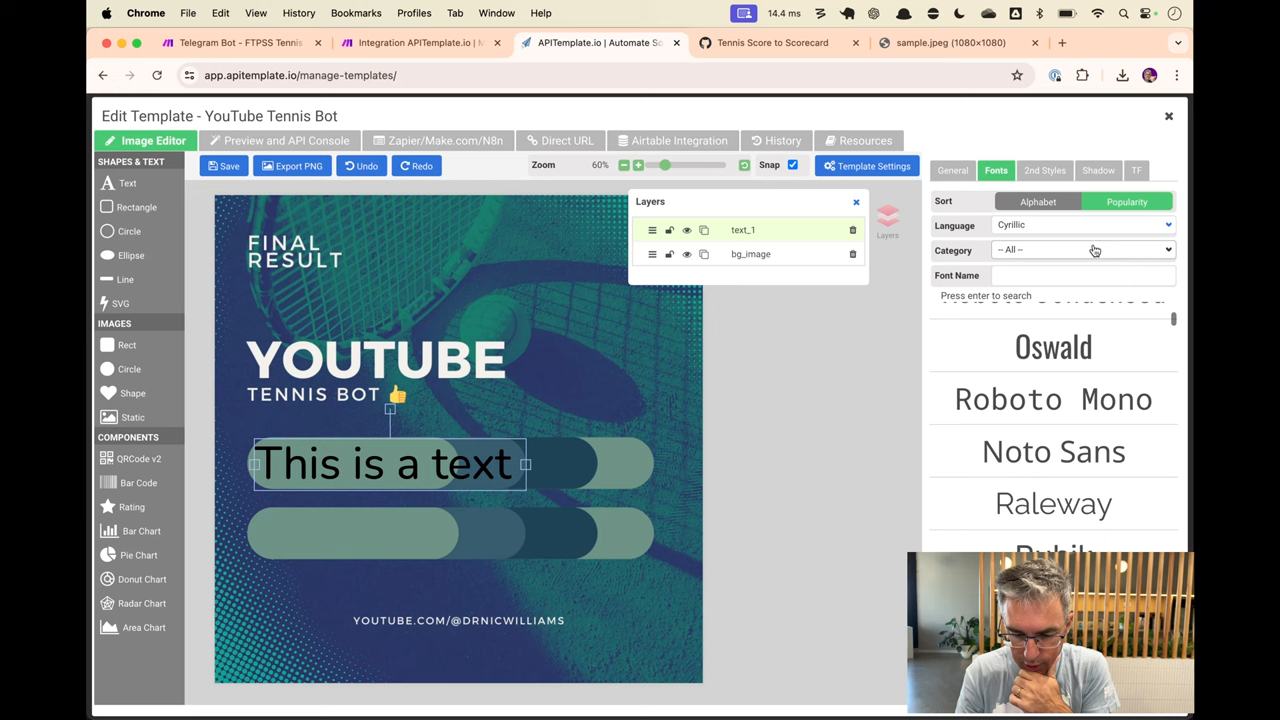 Chrome File Edit View History Bookmarks Profiles Tab Window Help 14.4 ms
Telegram Bot - FTPSS Tennis
Integration APITemplate.io | M
APITemplate.io | Automate So
Tennis Score to Scorecard
sample.jpeg (1080×1080)
app.apitemplate.io/manage-templates/
Edit Template - YouTube Tennis Bot
Image Editor
Preview and API Console
Zapier/Make.com/N8n
Direct URL
Airtable Integration
History
Resources
SHAPES & TEXT
Text
Rectangle
Circle
Ellipse
Line
SVG
IMAGES
Rect
Circle
Shape
Static
COMPONENTS
QRCode v2
Bar Code
Rating
Bar Chart
Pie Chart
Donut Chart
Radar Chart
Area Chart
Save
Export PNG
Undo
Redo
Zoom 60%
Snap
Template Settings
FINAL
RESULT
YOUTUBE
TENNIS BOT 👍
This is a text
YOUTUBE.COM/@DRNICWILLIAMS
Layers
text_1
bg_image
Layers
General Fonts 2nd Styles Shadow TF
Sort Alphabet Popularity
Language Cyrillic
Category -- All --
Font Name
Press enter to search
Roboto Condensed
Oswald
Roboto Mono
Noto Sans
Raleway
Rubik